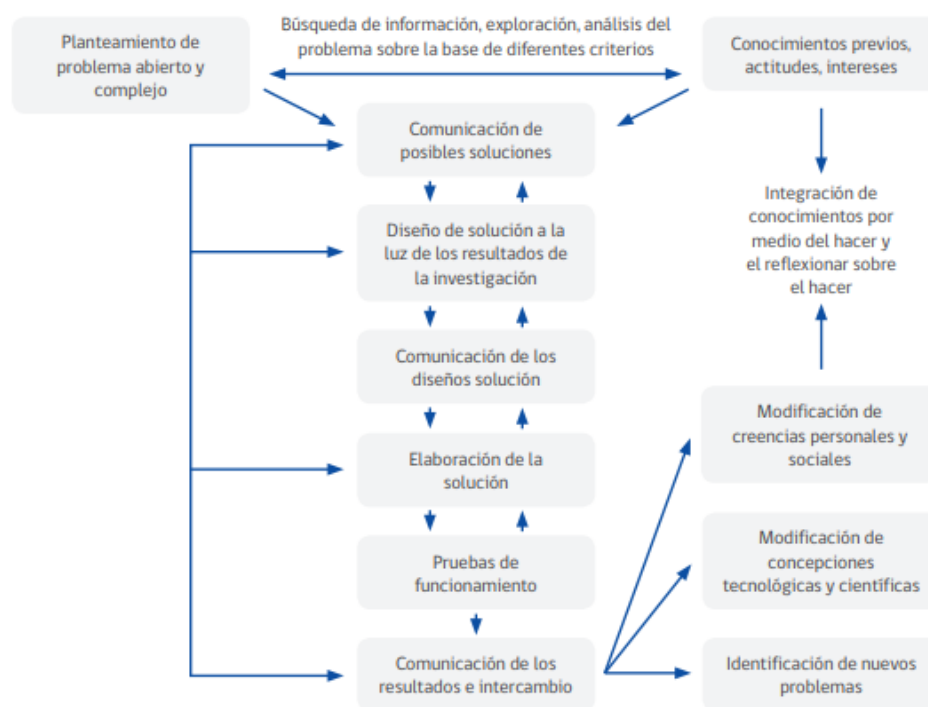 Planteamiento de
problema abierto y
complejo
Búsqueda de información, exploración, análisis del
problema sobre la base de diferentes criterios
Conocimientos previos,
actitudes, intereses
Comunicación de
posibles soluciones
Diseño de solución a la
luz de los resultados de
la investigación
Comunicación de los
diseños solución
Elaboración de la
solución
Pruebas de
funcionamiento
Comunicación de los
resultados e intercambio
Integración de
conocimientos por
medio del hacer y
el reflexionar sobre
el hacer
Modificación de
creencias personales y
sociales
Modificación de
concepciones
tecnológicas y científicas
Identificación de nuevos
problemas